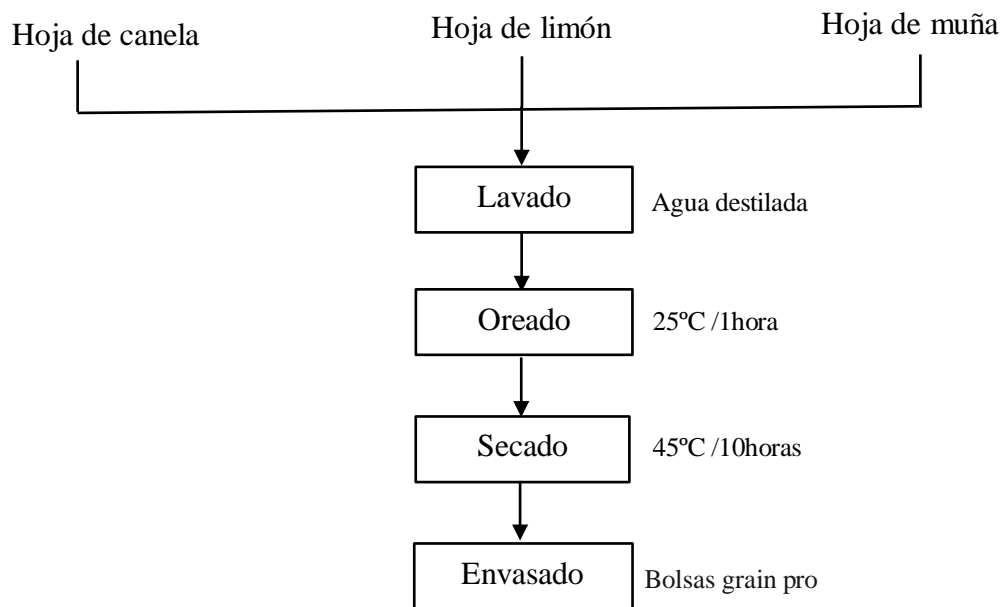 Hoja de canela
Hoja de limón
Hoja de muña
Lavado
Agua destilada
Oreado
25ºC /1hora
Secado
45ºC /10horas
Envasado
Bolsas grain pro